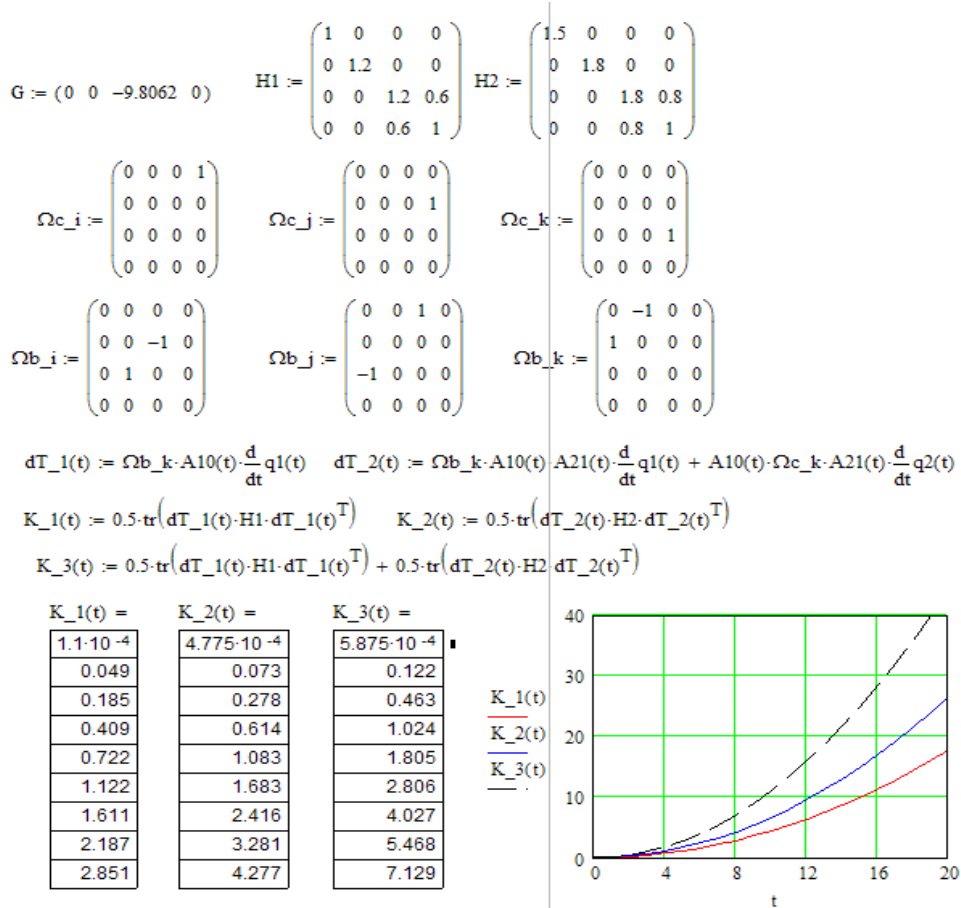 G := (0 0 −9.8062 0)
H1 :=
1 0 0 0
0 1.2 0 0
0 0 1.2 0.6
0 0 0.6 1
H2 :=
1.5 0 0 0
0 1.8 0 0
0 0 1.8 0.8
0 0 0.8 1
Ωc_i :=
0 0 0 1
0 0 0 0
0 0 0 0
0 0 0 0
Ωc_j :=
0 0 0 0
0 0 0 1
0 0 0 0
0 0 0 0
Ωc_k :=
0 0 0 0
0 0 0 0
0 0 0 1
0 0 0 0
Ωb_i :=
0 0 0 0
0 0 −1 0
0 1 0 0
0 0 0 0
Ωb_j :=
0 0 1 0
0 0 0 0
−1 0 0 0
0 0 0 0
Ωb_k :=
0 −1 0 0
1 0 0 0
0 0 0 0
0 0 0 0
dT_1(t) := Ωb_k·A10(t)·d/dt q1(t) dT_2(t) := Ωb_k·A10(t)·A21(t)·d/dt q1(t) + A10(t)·Ωc_k·A21(t)·d/dt q2(t)
K_1(t) := 0.5·tr(dT_1(t)·H1·dT_1(t)^T) K_2(t) := 0.5·tr(dT_2(t)·H2·dT_2(t)^T)
K_3(t) := 0.5·tr(dT_1(t)·H1·dT_1(t)^T) + 0.5·tr(dT_2(t)·H2·dT_2(t)^T)
K_1(t) = K_2(t) = K_3(t) =
1.1·10^-4 4.775·10^-4 5.875·10^-4
0.049 0.073 0.122
0.185 0.278 0.463
0.409 0.614 1.024
0.722 1.083 1.805
1.122 1.683 2.806
1.611 2.416 4.027
2.187 3.281 5.468
2.851 4.277 7.129
K_1(t)
K_2(t)
K_3(t)
40
30
20
10
0
0 4 8 12 16 20
t